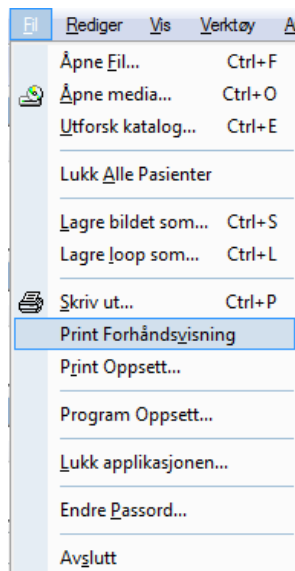 Fil Rediger Vis Verktøy A
Åpne Fil... Ctrl+F
Åpne media... Ctrl+O
Utforsk katalog... Ctrl+E
Lukk Alle Pasienter
Lagre bildet som... Ctrl+S
Lagre loop som... Ctrl+L
Skriv ut... Ctrl+P
Print Forhåndsvisning
Print Oppsett...
Program Oppsett...
Lukk applikasjonen...
Endre Passord...
Avslutt